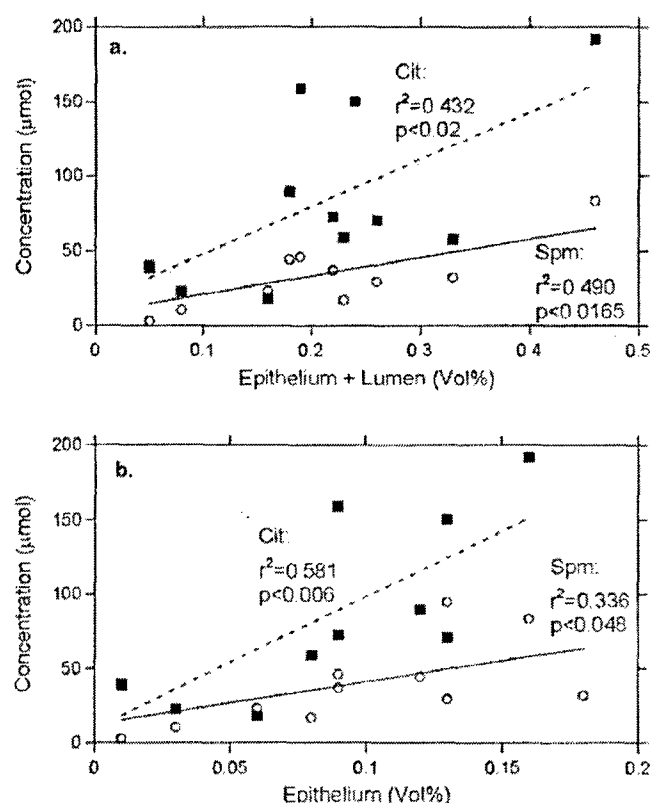 a.
200
150
100
50
0
Concentration (μmol)
Cit:
r²=0.432
p<0.02
Spm:
r²=0.490
p<0.0165
0
0.1
0.2
0.3
0.4
0.5
Epithelium + Lumen (Vol%)
b.
200
150
100
50
0
Concentration (μmol)
Cit:
r²=0.581
p<0.006
Spm:
r²=0.336
p<0.048
0
0.05
0.1
0.15
0.2
Epithelium (Vol%)